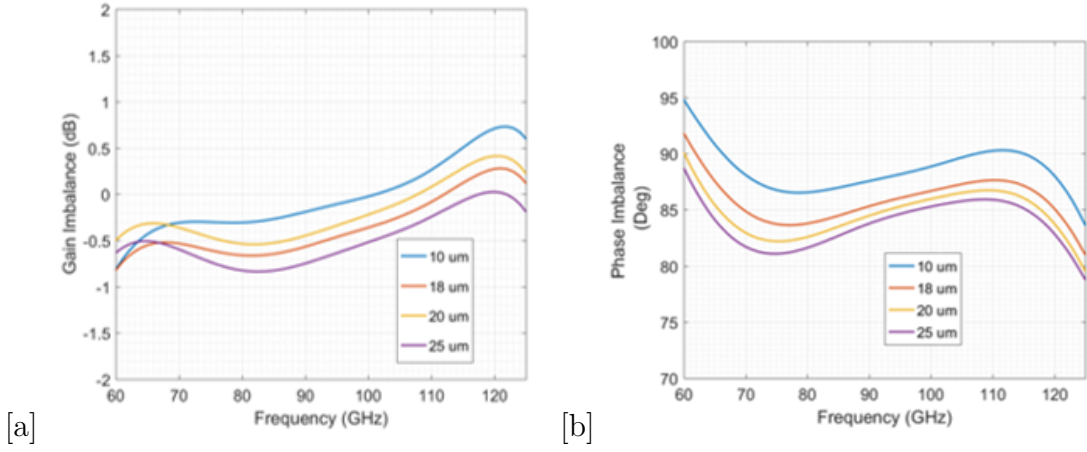 2
1.5
1
0.5
0
-0.5
-1
-1.5
-2
Gain Imbalance (dB)
10 um
18 um
20 um
25 um
60 70 80 90 100 110 120
Frequency (GHz)
[a]
100
95
90
85
80
75
70
Phase Imbalance
(Deg)
10 um
18 um
20 um
25 um
60 70 80 90 100 110 120
Frequency (GHz)
[b]